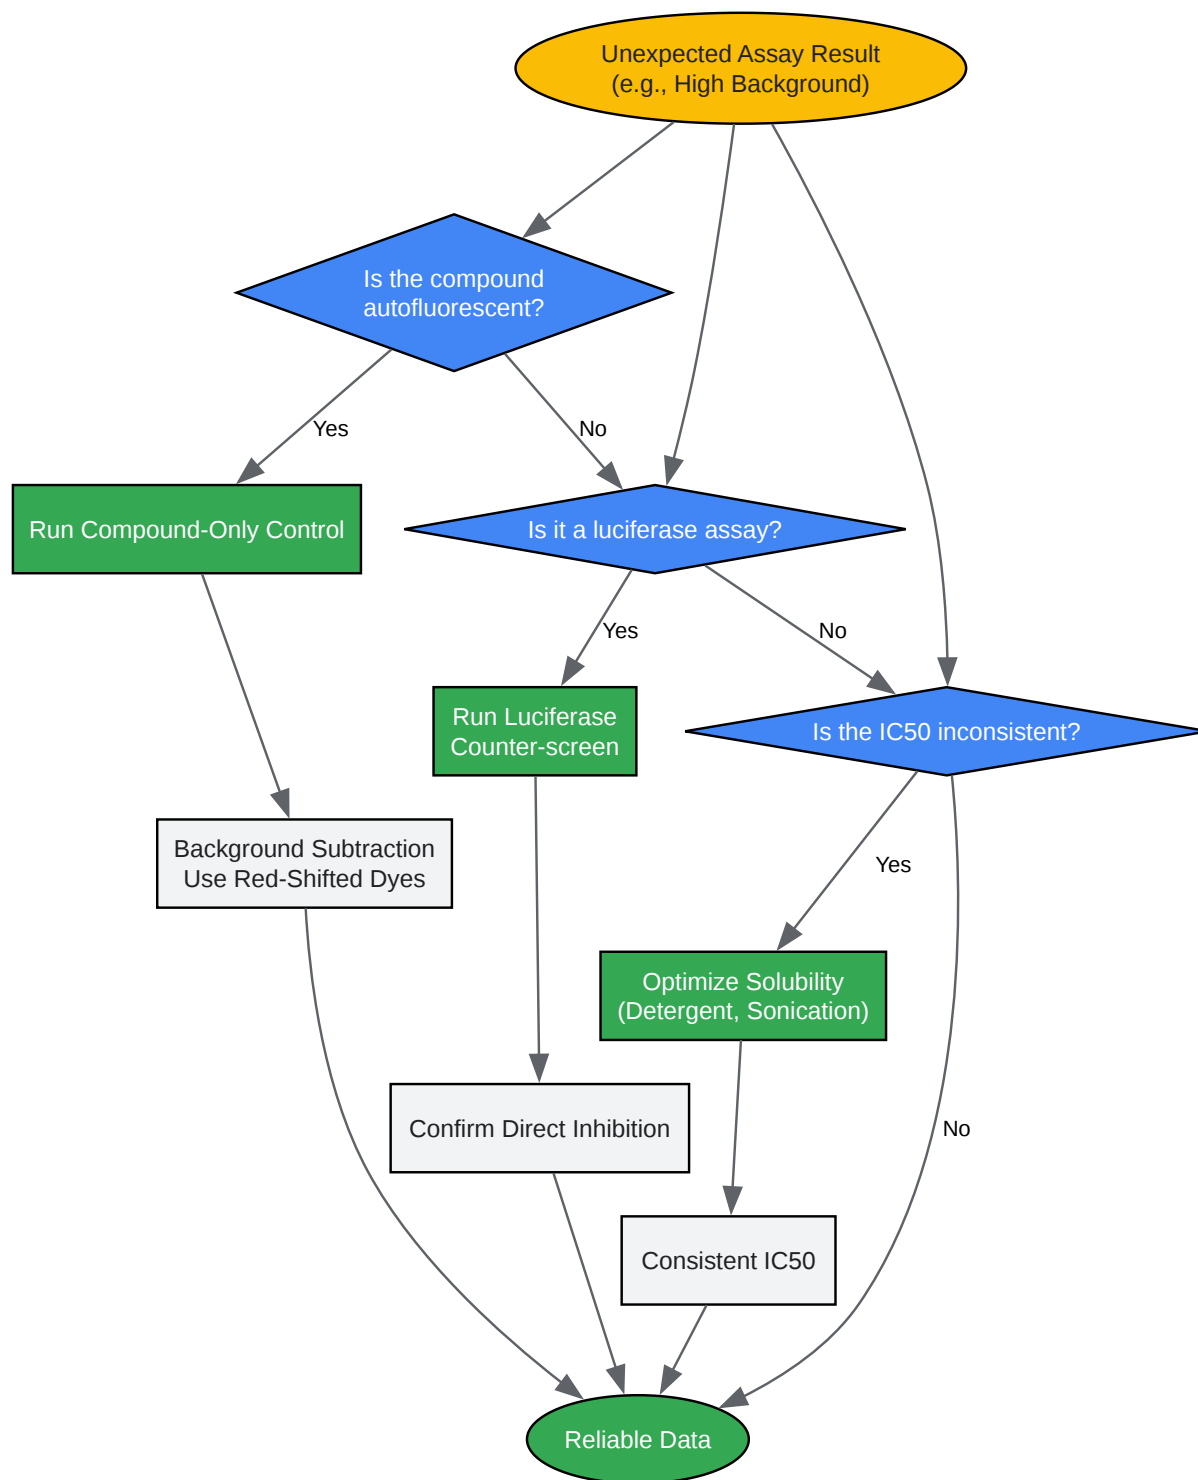 Unexpected Assay Result
(e.g., High Background)
Is the compound
autofluorescent?
Yes
No
Run Compound-Only Control
Is it a luciferase assay?
Yes
No
Run Luciferase
Counter-screen
Is the IC50 inconsistent?
Background Subtraction
Use Red-Shifted Dyes
Yes
Optimize Solubility
(Detergent, Sonication)
Confirm Direct Inhibition
No
Consistent IC50
Reliable Data